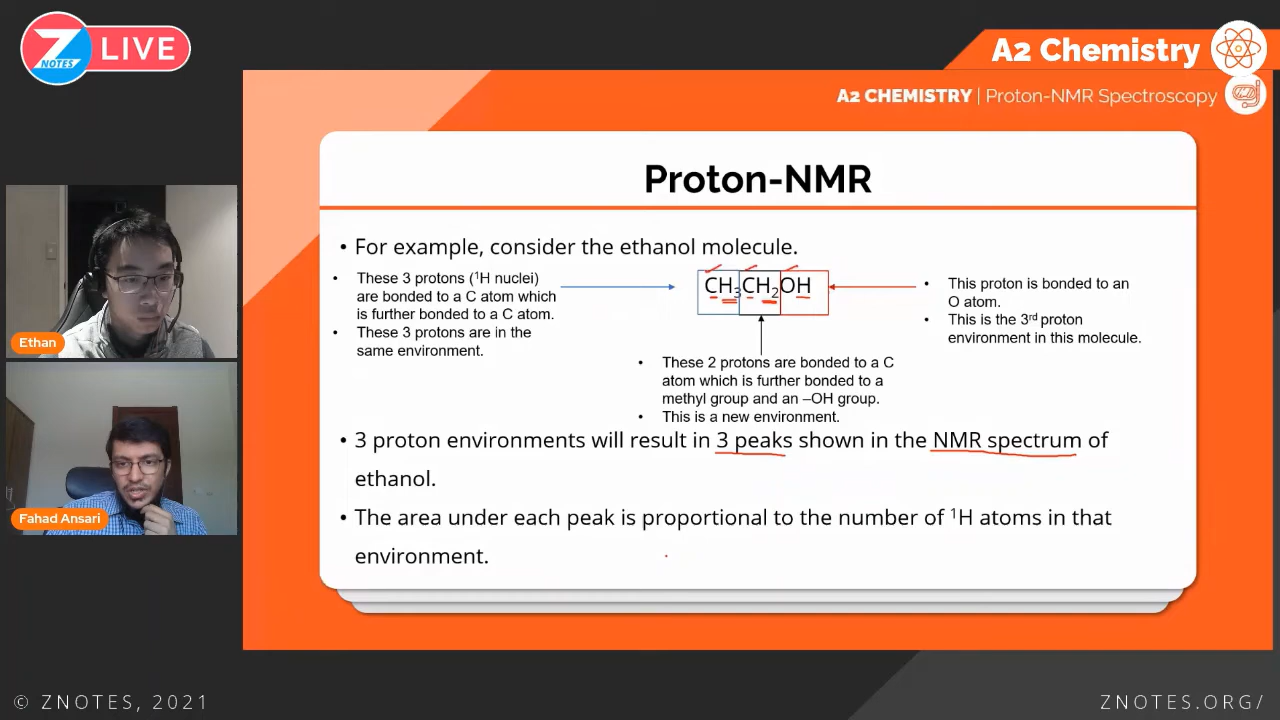 Z NOTES LIVE
A2 Chemistry
A2 CHEMISTRY | Proton-NMR Spectroscopy
Proton-NMR
• For example, consider the ethanol molecule.
• These 3 protons (¹H nuclei)
are bonded to a C atom which
is further bonded to a C atom.
• These 3 protons are in the
same environment.
CH₃CH₂OH
• This proton is bonded to an
O atom.
• This is the 3ʳᵈ proton
environment in this molecule.
• These 2 protons are bonded to a C
atom which is further bonded to a
methyl group and an –OH group.
• This is a new environment.
• 3 proton environments will result in 3 peaks shown in the NMR spectrum of
ethanol.
• The area under each peak is proportional to the number of ¹H atoms in that
environment.
Ethan
Fahad Ansari
© ZNOTES, 2021
ZNOTES.ORG/